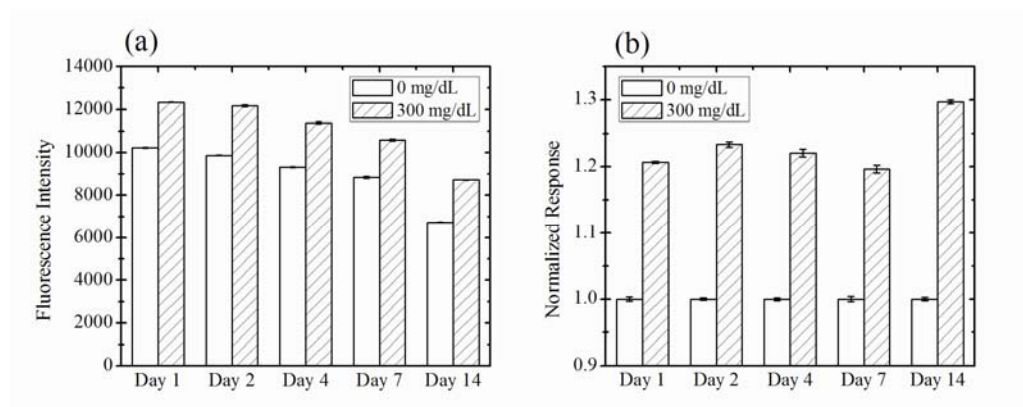 (a)
Fluorescence Intensity
14000
12000
10000
8000
6000
4000
2000
0
0 mg/dL
300 mg/dL
Day 1 Day 2 Day 4 Day 7 Day 14
(b)
Normalized Response
1.3
1.2
1.1
1.0
0.9
0 mg/dL
300 mg/dL
Day 1 Day 2 Day 4 Day 7 Day 14